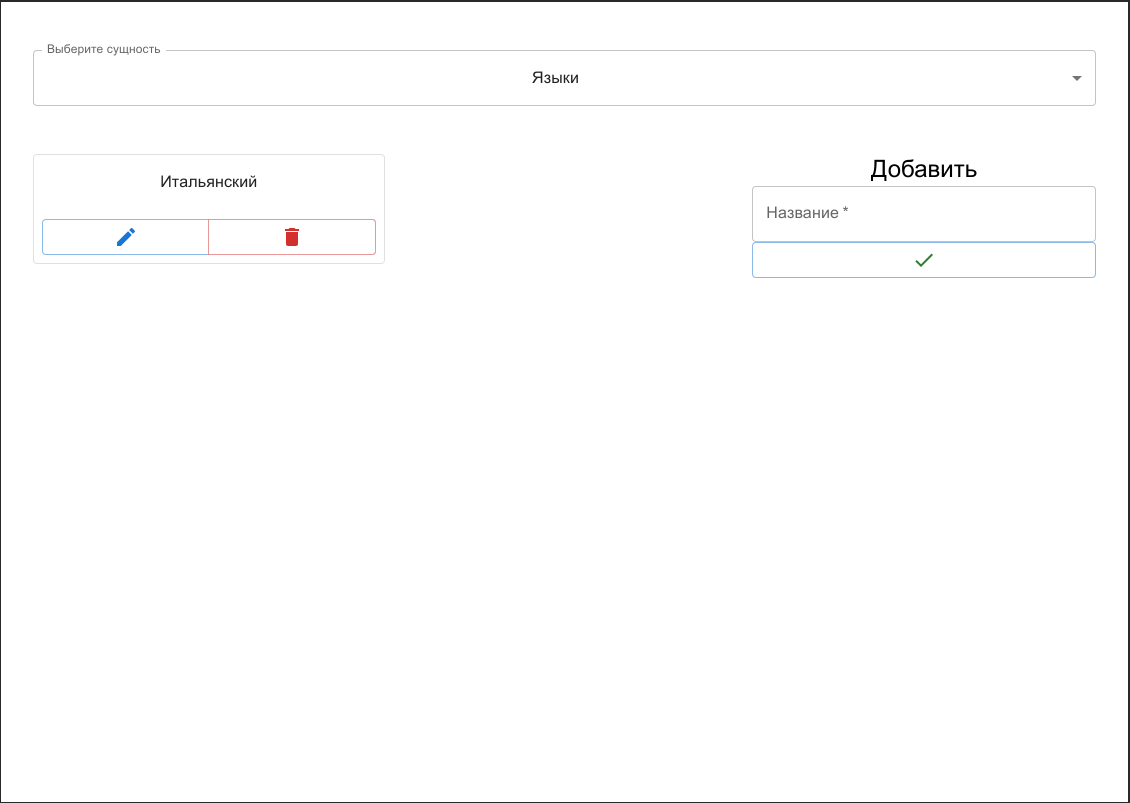 Выберите сущность
Языки
Итальянский
Добавить
Название *